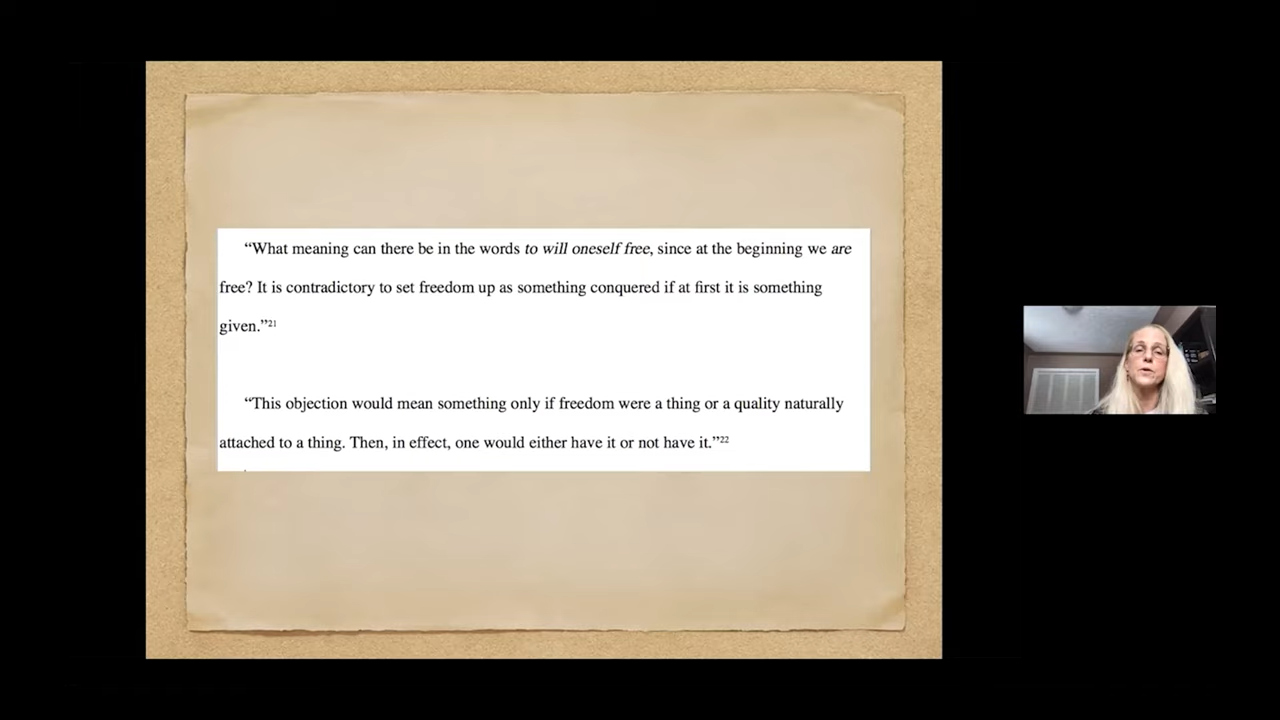 “What meaning can there be in the words to will oneself free, since at the beginning we are
free? It is contradictory to set freedom up as something conquered if at first it is something
given.”21
“This objection would mean something only if freedom were a thing or a quality naturally
attached to a thing. Then, in effect, one would either have it or not have it.”22